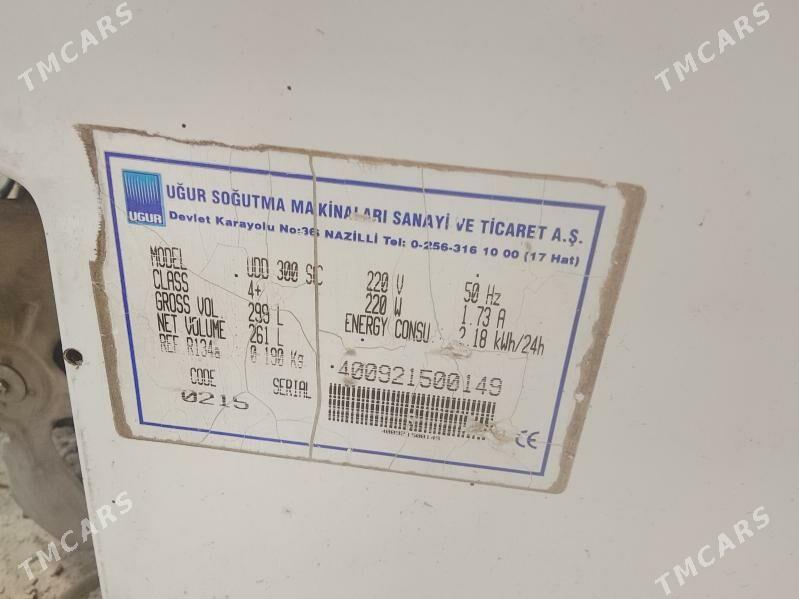 TMCARS
TMCARS
UĞUR
UĞUR SOĞUTMA MAKİNALARI SANAYİ VE TİCARET A.Ş.
Devlet Karayolu No:36 NAZİLLİ Tel: 0-256-316 10 00 (17 Hat)
MODEL . UDD 300 S C 220 V 50 Hz
CLASS 4+ 220 W 1.73 A
GROSS VOL. 299 L ENERGY CONSU. 2.18 kWh/24h
NET VOLUME 261 L
REF R134a 0-190 Kg
CODE SERIAL 400921500149
0215
400921500149
CE
TMCARS
TMCARS